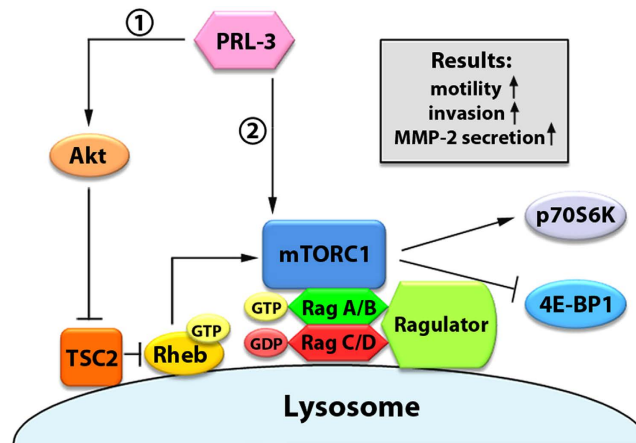 ①
PRL-3
Results:
motility ↑
invasion ↑
MMP-2 secretion ↑
Akt
②
p70S6K
mTORC1
GTP
Rag A/B
4E-BP1
Ragulator
GTP
TSC2
Rheb
GDP
Rag C/D
Lysosome